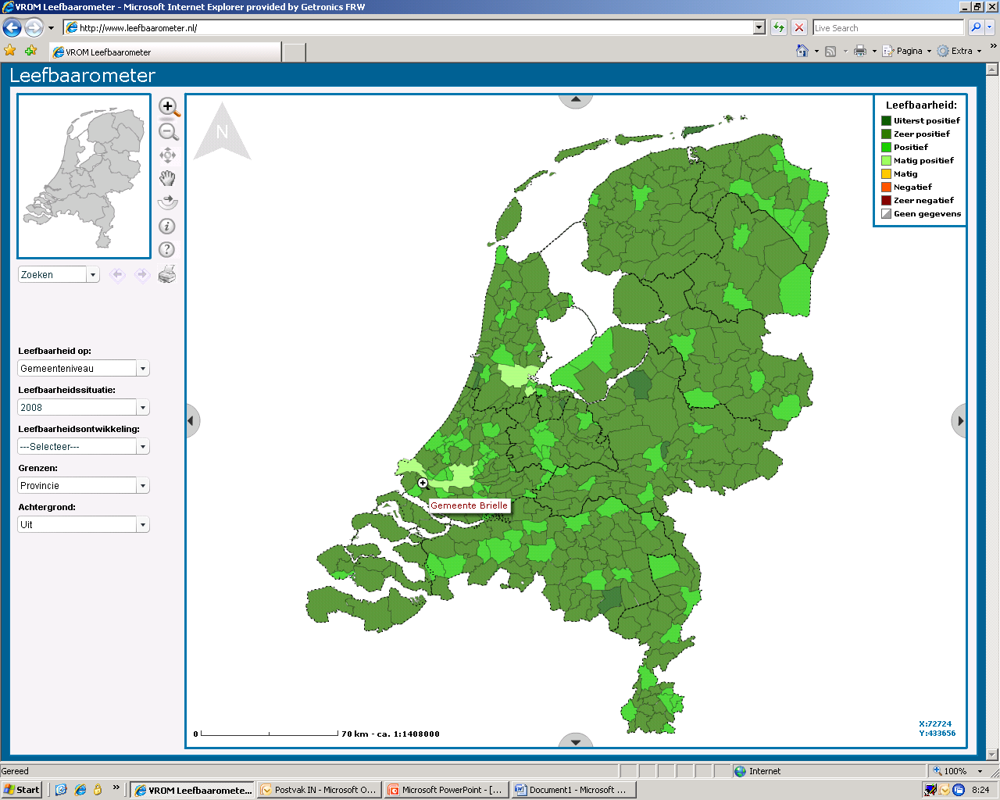 VROM Leefbaarometer - Microsoft Internet Explorer provided by Getronics FRW
http://www.leefbaarometer.nl/
Live Search
VROM Leefbaarometer
Pagina
Extra
»
Leefbaarometer
N
Leefbaarheid:
Uiterst positief
Zeer positief
Positief
Matig positief
Matig
Negatief
Zeer negatief
Geen gegevens
Zoeken
Leefbaarheid op:
Gemeenteniveau
Leefbaarheidssituatie:
2008
Leefbaarheidsontwikkeling:
---Selecteer---
Grenzen:
Provincie
Achtergrond:
Uit
Gemeente Brielle
0 70 km - ca. 1:1408000
X:72724
Y:433656
Gereed
Internet
100%
Start
»
VROM Leefbaaromete...
Postvak IN - Microsoft O...
Microsoft PowerPoint - [...
Document1 - Microsoft ...
8:24